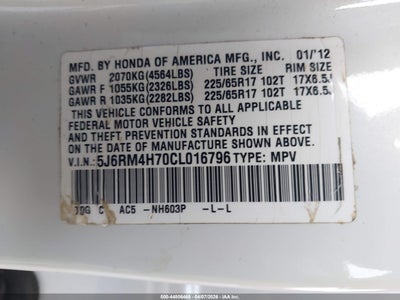 MFD. BY HONDA OF AMERICA MFG., INC. 01/'12
GVWR 2070KG(4564LBS) TIRE SIZE RIM SIZE
GAWR F 1055KG(2326LBS) 225/65R17 102T 17X6.5J
GAWR R 1035KG(2282LBS) 225/65R17 102T 17X6.5J
THIS VEHICLE CONFORMS TO ALL APPLICABLE
FEDERAL MOTOR VEHICLE SAFETY AND
THEFT PREVENTION STANDARDS IN EFFECT ON
THE DATE OF MANUFACTURE SHOWN ABOVE.
V.I.N.: 5J6RM4H70CL016796 TYPE: MPV
C AC5 -NH603P -L-L